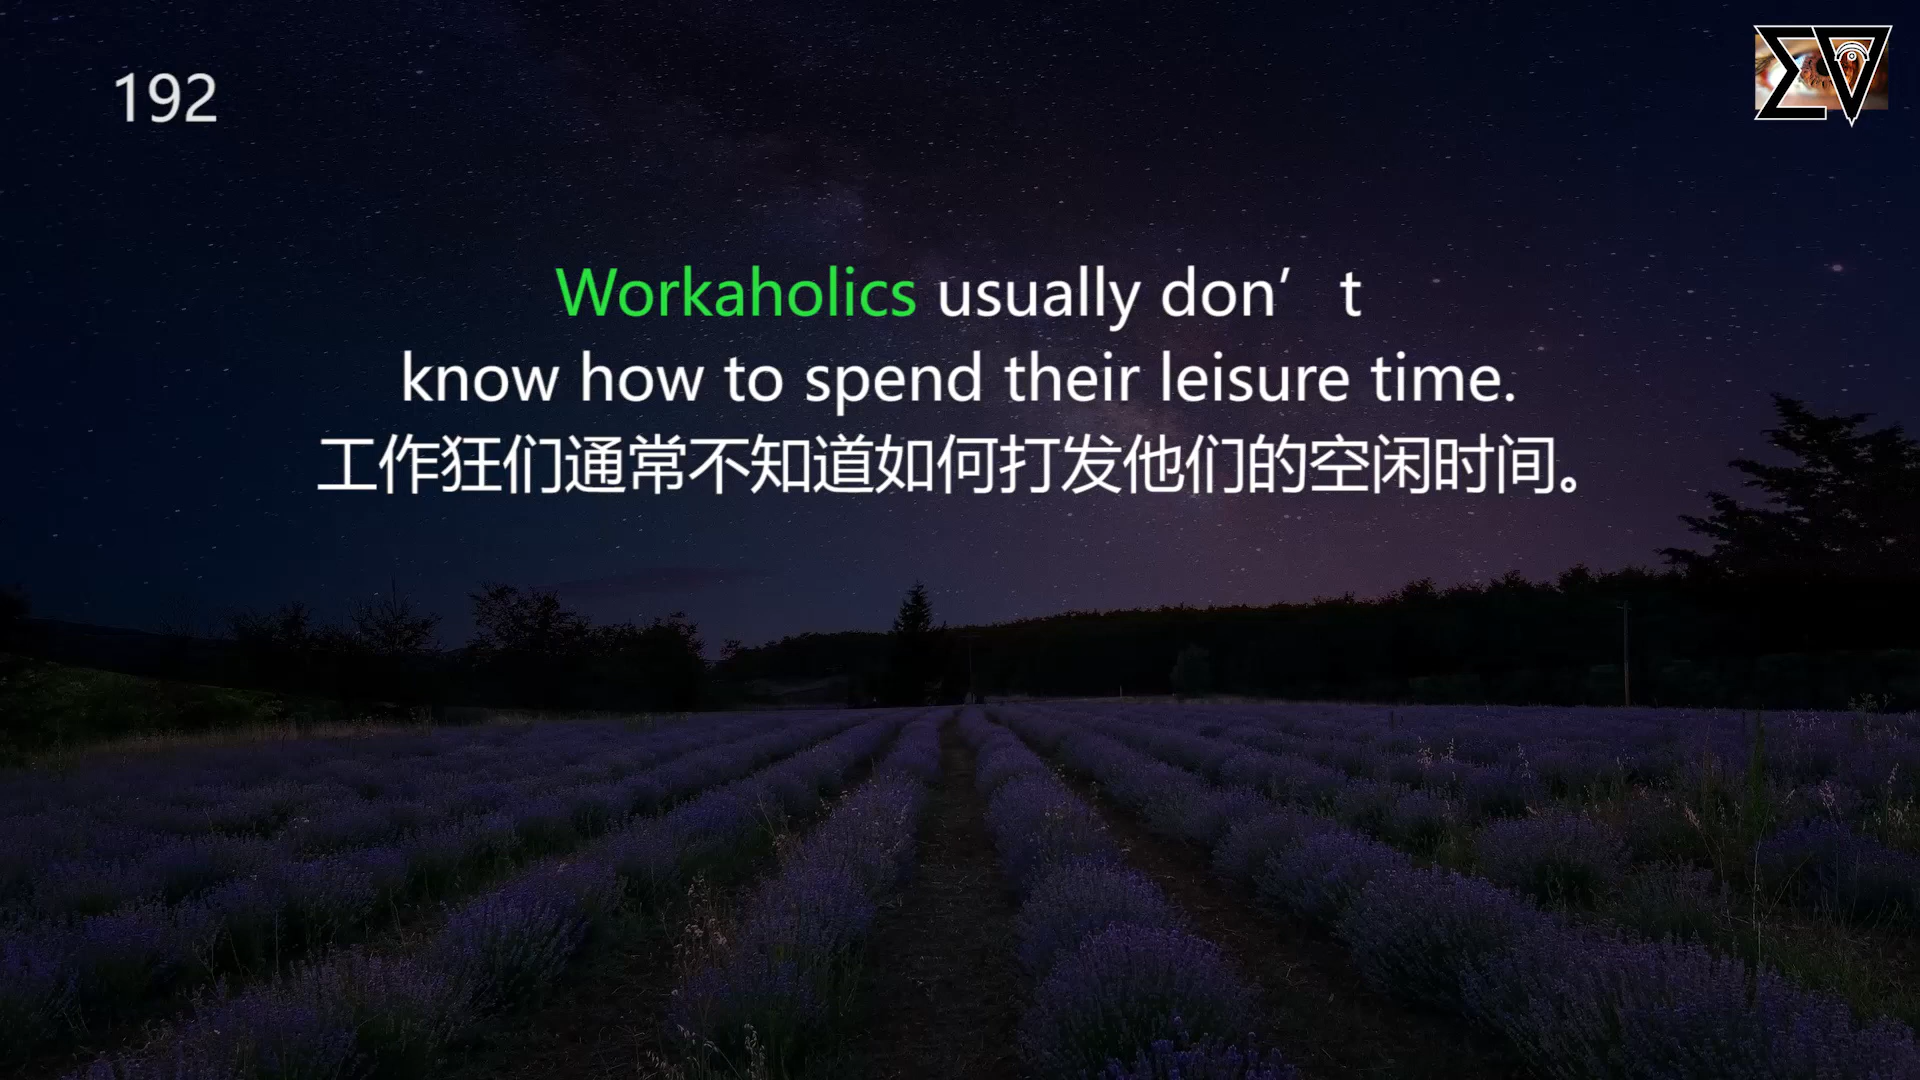 192
Workaholics usually don’t
know how to spend their leisure time.
工作狂们通常不知道如何打发他们的空闲时间。